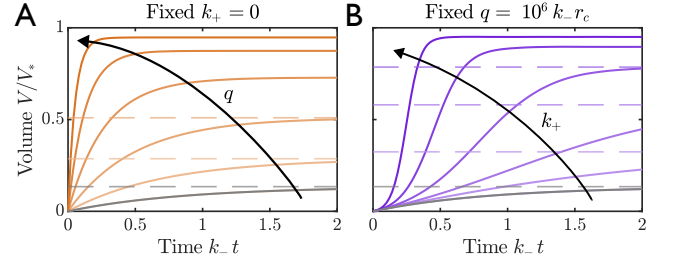 A
Fixed k₊ = 0
B
Fixed q = 10⁶ k₋r_c
Volume V/V_*
1
0.5
0
q
k₊
0
0.5
1
1.5
2
0
0.5
1
1.5
2
Time k₋t
Time k₋t